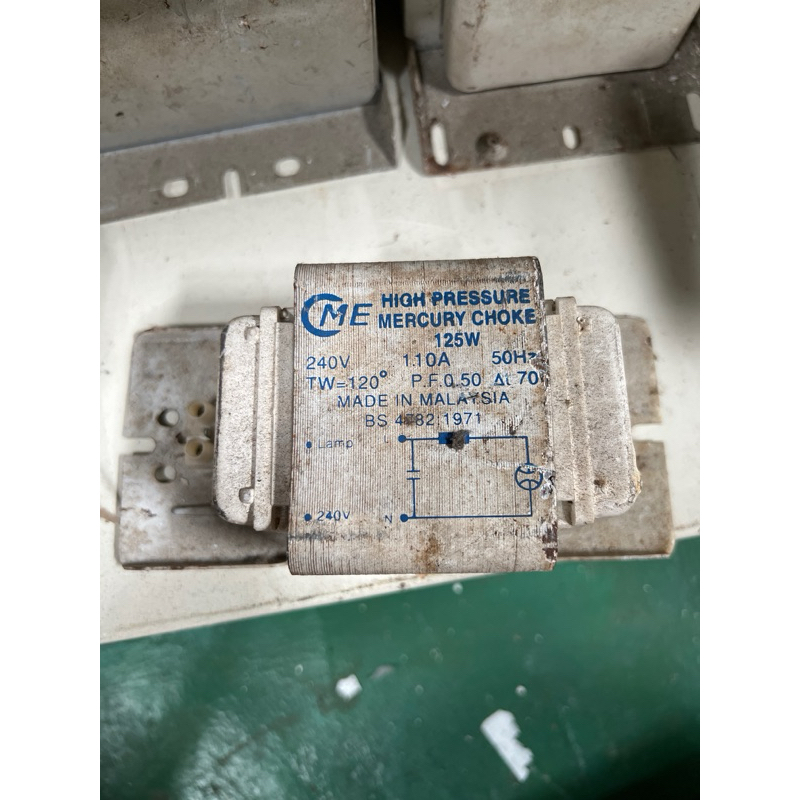 CME
HIGH PRESSURE
MERCURY CHOKE
125W
240V 1.10A 50Hz
TW=120° P.F.0.50 Δt 70
MADE IN MALAYSIA
BS 4782:1971
Lamp L
240V N